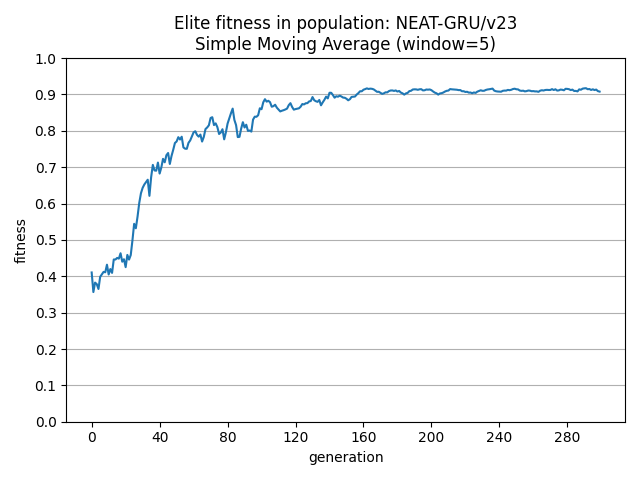 Elite fitness in population: NEAT-GRU/v23
Simple Moving Average (window=5)
1.0
0.9
0.8
0.7
0.6
0.5
0.4
0.3
0.2
0.1
0.0
fitness
0 40 80 120 160 200 240 280
generation